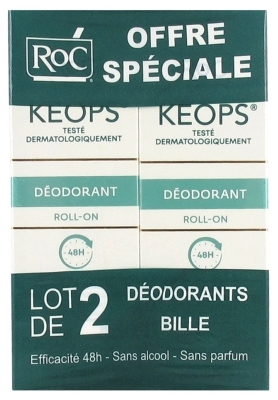 RoC®
OFFRE
SPÉCIALE
KEOPS®
TESTÉ
DERMATOLOGIQUEMENT
DÉODORANT
ROLL-ON
48H
KEOPS®
TESTÉ
DERMATOLOGIQUEMENT
DÉODORANT
ROLL-ON
48H
LOT
DE 2
DÉODORANTS
BILLE
Efficacité 48h - Sans alcool - Sans parfum